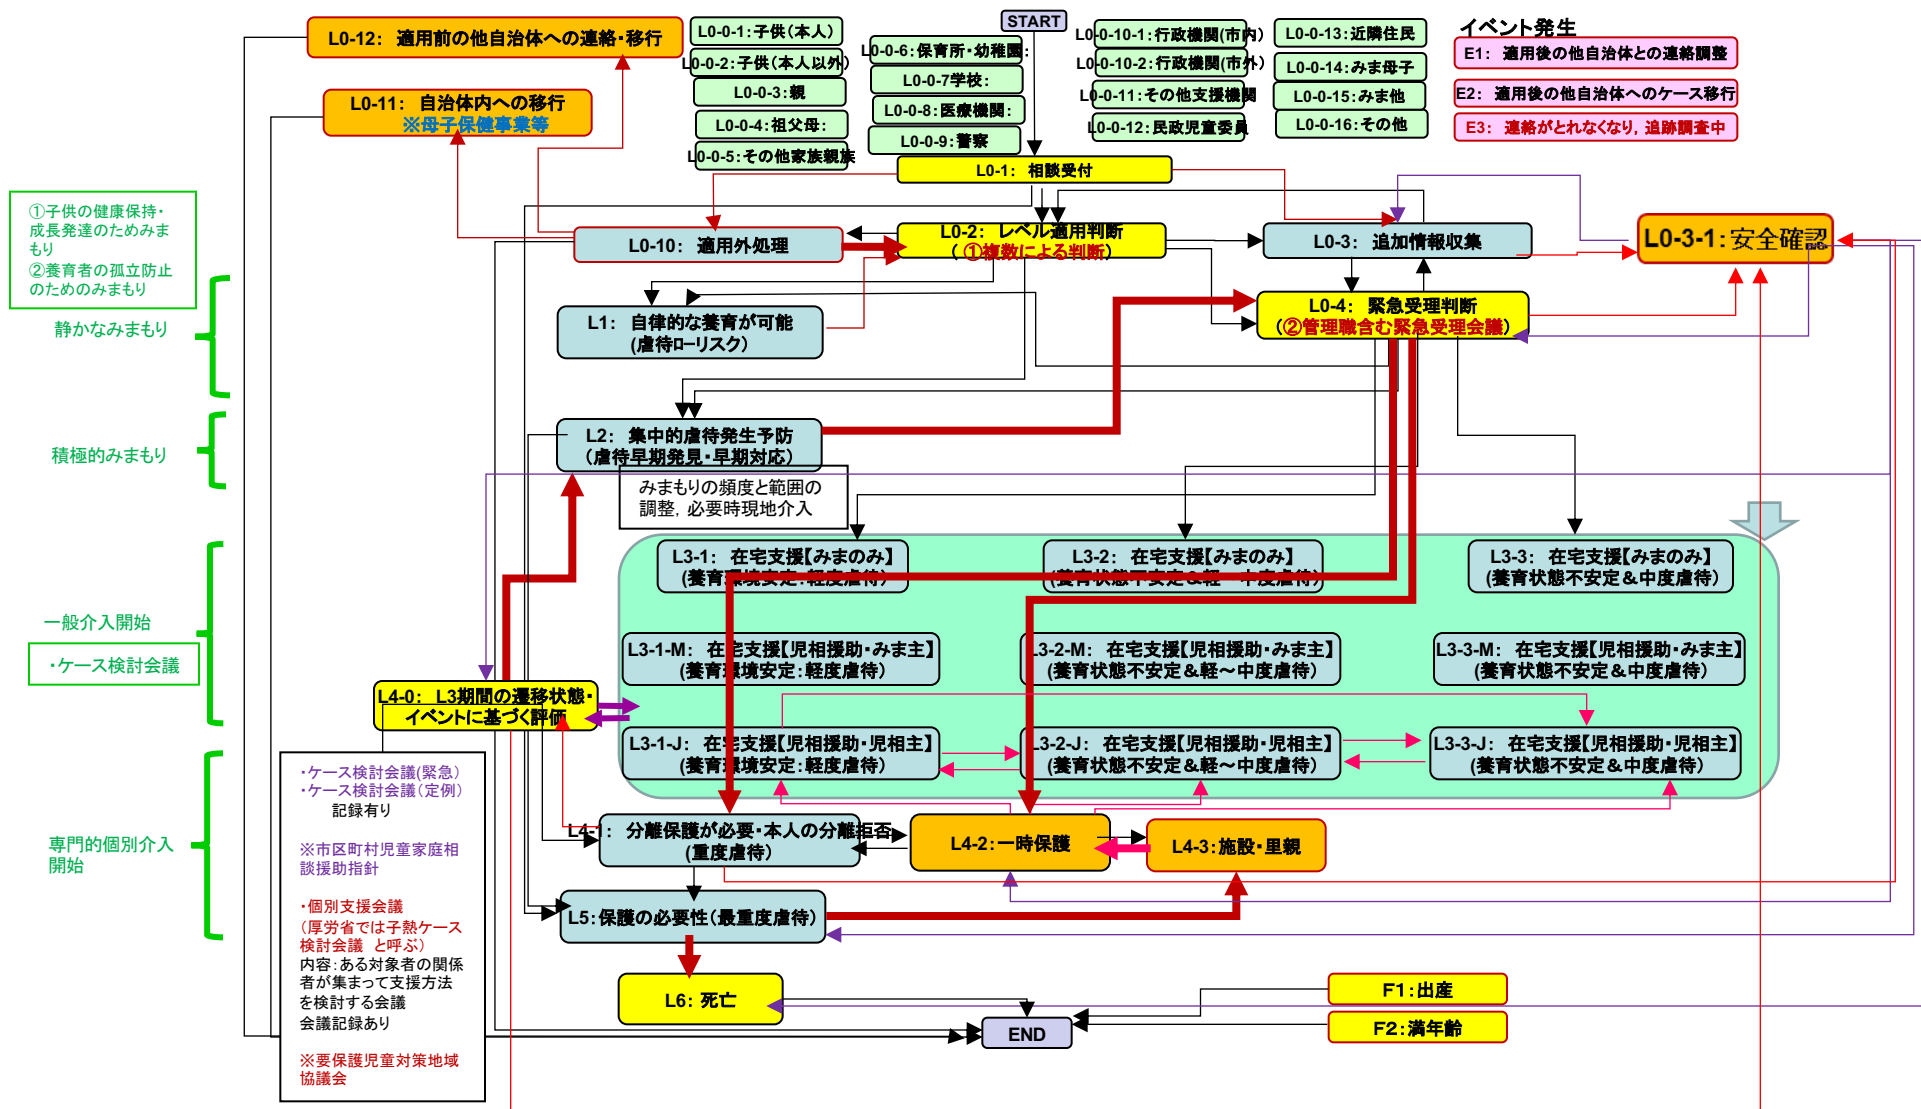 START
イベント発生
L0-12: 適用前の他自治体への連絡・移行
L0-11: 自治体内への移行
※母子保健事業等
L0-0-1:子供(本人)
L0-0-2:子供(本人以外)
L0-0-3:親
L0-0-4:祖父母:
L0-0-5:その他家族親族
L0-0-6:保育所・幼稚園:
L0-0-7学校:
L0-0-8:医療機関:
L0-0-9:警察
L0-0-10-1:行政機関(市内)
L0-0-10-2:行政機関(市外)
L0-0-11:その他支援機関
L0-0-12:民政児童委員
L0-0-13:近隣住民
L0-0-14:みま母子
L0-0-15:みま他
L0-0-16:その他
E1: 適用後の他自治体との連絡調整
E2: 適用後の他自治体へのケース移行
E3: 連絡がとれなくなり,追跡調査中
L0-1: 相談受付
①子供の健康保持・
成長発達のためみま
もり
②養育者の孤立防止
のためのみまもり
静かなみまもり
積極的みまもり
一般介入開始
・ケース検討会議
専門的個別介入
開始
L0-10: 適用外処理
L0-2: レベル適用判断
(①複数による判断)
L0-3: 追加情報収集
L0-3-1:安全確認
L0-4: 緊急受理判断
(②管理職含む緊急受理会議)
L1: 自律的な養育が可能
(虐待ローリスク)
L2: 集中的虐待発生予防
(虐待早期発見・早期対応)
みまもりの頻度と範囲の
調整,必要時現地介入
L3-1: 在宅支援【みまのみ】
(養育環境安定:軽度虐待)
L3-2: 在宅支援【みまのみ】
(養育状態不安定&軽~中度虐待)
L3-3: 在宅支援【みまのみ】
(養育状態不安定&中度虐待)
L3-1-M: 在宅支援【児相援助・みま主】
(養育環境安定:軽度虐待)
L3-2-M: 在宅支援【児相援助・みま主】
(養育状態不安定&軽~中度虐待)
L3-3-M: 在宅支援【児相援助・みま主】
(養育状態不安定&中度虐待)
L4-0: L3期間の遷移状態・
イベントに基づく評価
L3-1-J: 在宅支援【児相援助・児相主】
(養育環境安定:軽度虐待)
L3-2-J: 在宅支援【児相援助・児相主】
(養育状態不安定&軽~中度虐待)
L3-3-J: 在宅支援【児相援助・児相主】
(養育状態不安定&中度虐待)
・ケース検討会議(緊急)
・ケース検討会議(定例)
記録有り
※市区町村児童家庭相
談援助指針
・個別支援会議
(厚労省では子熱ケース
検討会議 と呼ぶ)
内容:ある対象者の関係
者が集まって支援方法
を検討する会議
会議記録あり
※要保護児童対策地域
協議会
L4-1: 分離保護が必要・本人の分離拒否
(重度虐待)
L4-2:一時保護
L4-3:施設・里親
L5:保護の必要性(最重度虐待)
L6: 死亡
END
F1:出産
F2:満年齢